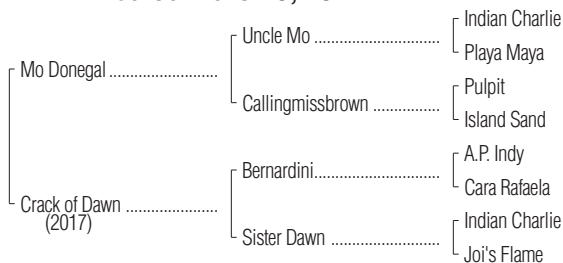 Indian Charlie
Uncle Mo ................................
Playa Maya
Mo Donegal ...........................
Pulpit
Callingmissbrown .................
Island Sand
A.P. Indy
Bernardini................................
Cara Rafaela
Crack of Dawn .......................
(2017)
Indian Charlie
Sister Dawn ...........................
Joi's Flame